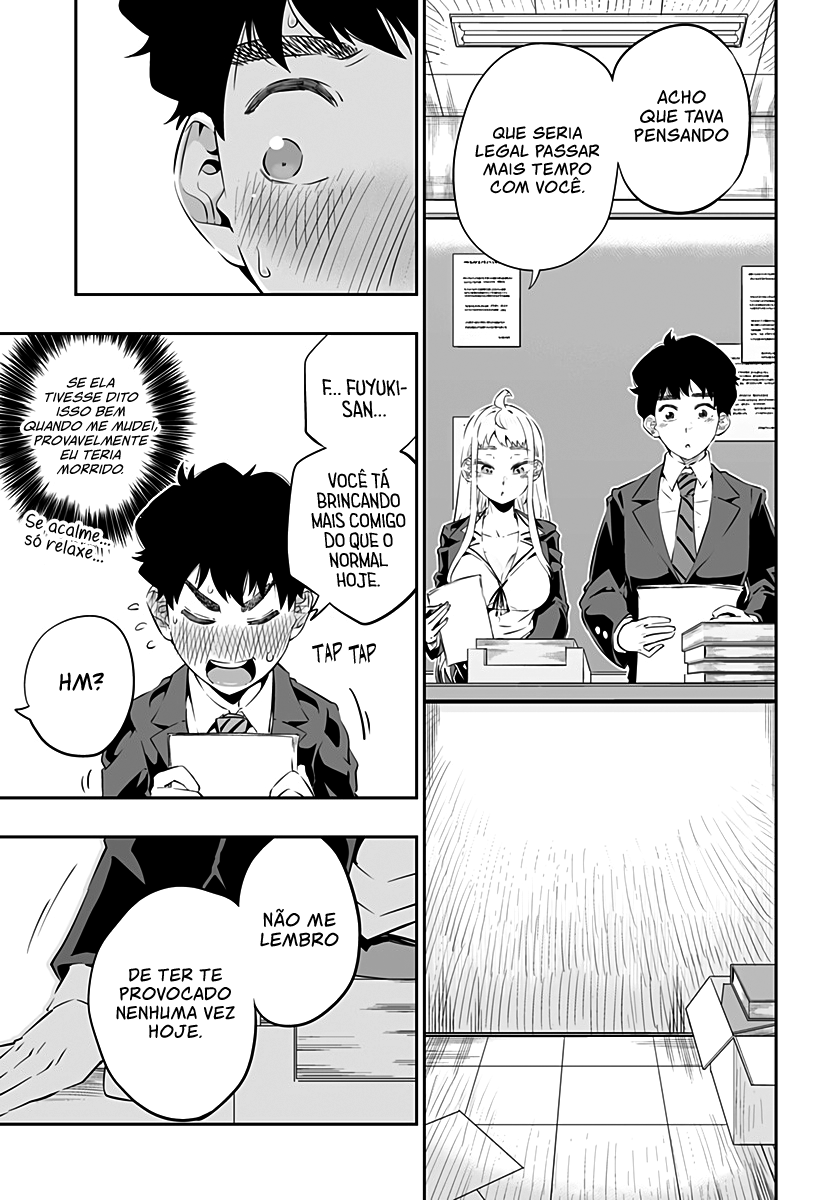 ACHO
QUE TAVA
PENSANDO
QUE SERIA
LEGAL PASSAR
MAIS TEMPO
COM VOCÊ.
F... FUYUKI-
SAN...
VOCÊ TÁ
BRINCANDO
MAIS COMIGO
DO QUE O
NORMAL
HOJE.
SE ELA
TIVESSE DITO
ISSO BEM
QUANDO ME MUDEI,
PROVAVELMENTE
EU TERIA
MORRIDO.
Se acalme...
só relaxe...
TAP TAP
HM?
NÃO ME
LEMBRO
DE TER TE
PROVOCADO
NENHUMA VEZ
HOJE.